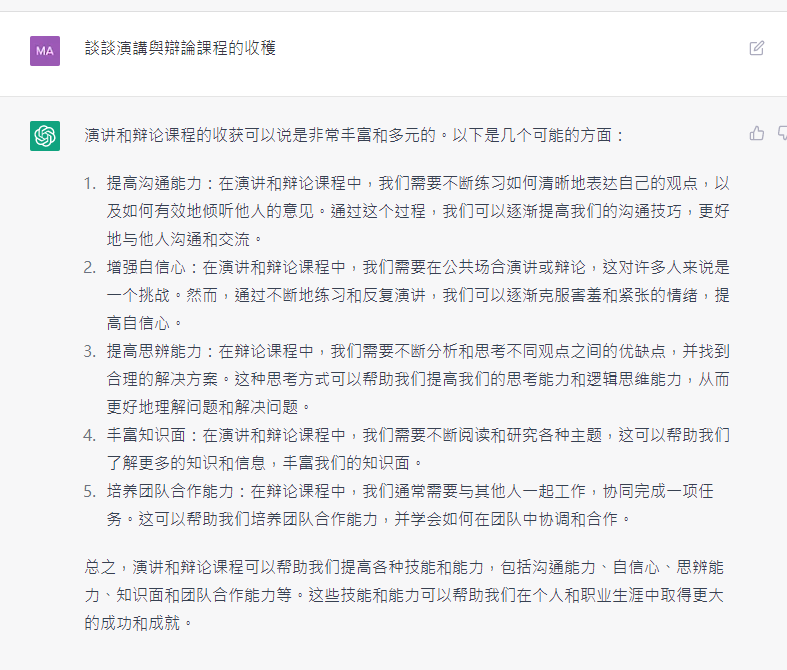 MA
談談演講與辯論課程的收穫
演讲和辩论课程的收获可以说是非常丰富和多元的。以下是几个可能的方面：
1. 提高沟通能力：在演讲和辩论课程中，我们需要不断练习如何清晰地表达自己的观点，以
及如何有效地倾听他人的意见。通过这个过程，我们可以逐渐提高我们的沟通技巧，更好
地与他人沟通和交流。
2. 增强自信心：在演讲和辩论课程中，我们需要在公共场合演讲或辩论，这对许多人来说是
一个挑战。然而，通过不断地练习和反复演讲，我们可以逐渐克服害羞和紧张的情绪，提
高自信心。
3. 提高思辨能力：在辩论课程中，我们需要不断分析和思考不同观点之间的优缺点，并找到
合理的解决方案。这种思考方式可以帮助我们提高我们的思考能力和逻辑思维能力，从而
更好地理解问题和解决问题。
4. 丰富知识面：在演讲和辩论课程中，我们需要不断阅读和研究各种主题，这可以帮助我们
了解更多的知识和信息，丰富我们的知识面。
5. 培养团队合作能力：在辩论课程中，我们通常需要与其他人一起工作，协同完成一项任
务。这可以帮助我们培养团队合作能力，并学会如何在团队中协调和合作。
总之，演讲和辩论课程可以帮助我们提高各种技能和能力，包括沟通能力、自信心、思辨能
力、知识面和团队合作能力等。这些技能和能力可以帮助我们在个人和职业生涯中取得更大
的成功和成就。